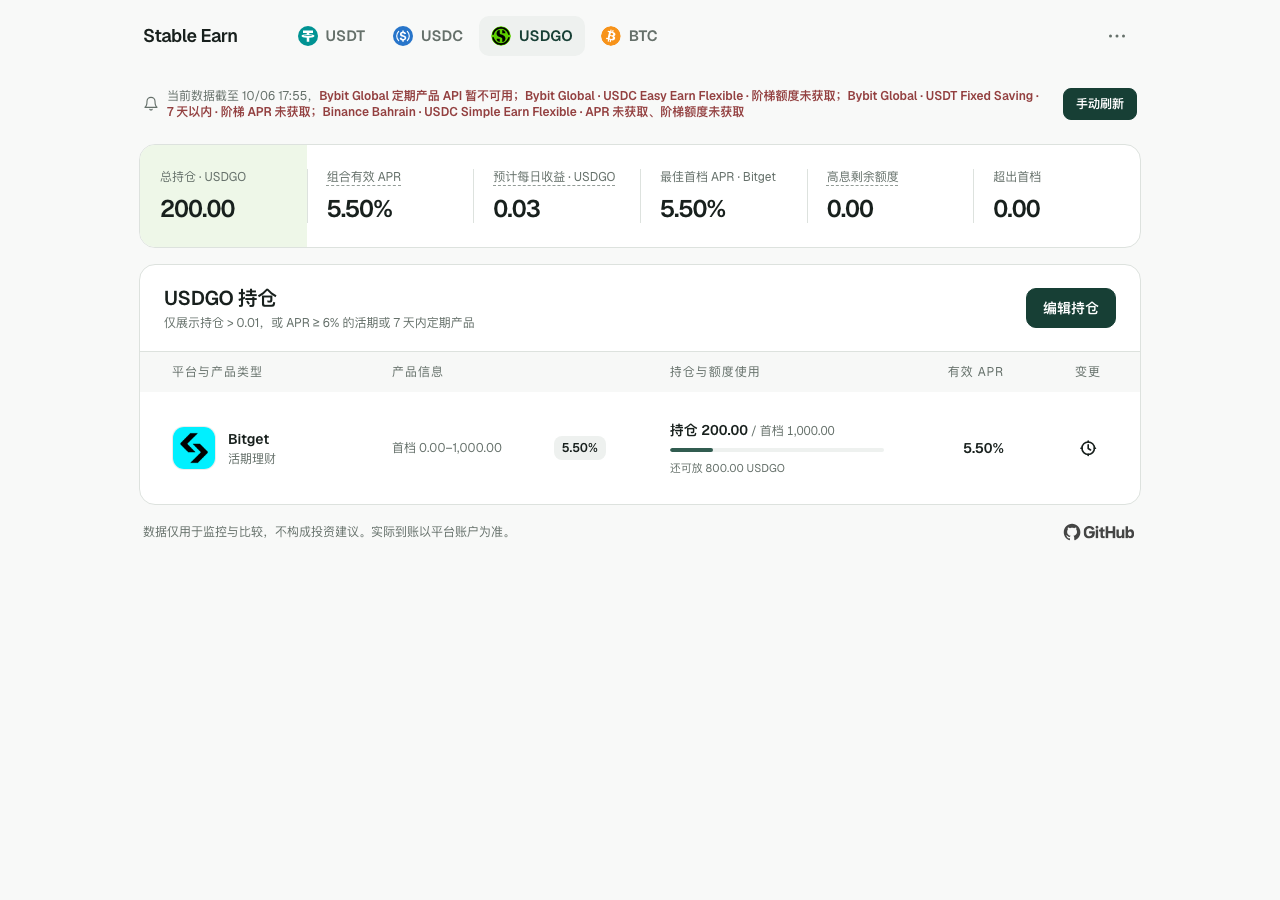 Stable Earn
USDT
USDC
USDGO
BTC
当前数据截至 10/06 17:55，Bybit Global 定期产品 API 暂不可用；Bybit Global · USDC Easy Earn Flexible · 阶梯额度未获取；Bybit Global · USDT Fixed Saving ·
7 天以内 · 阶梯 APR 未获取；Binance Bahrain · USDC Simple Earn Flexible · APR 未获取、阶梯额度未获取
手动刷新
总持仓 · USDGO
200.00
组合有效 APR
5.50%
预计每日收益 · USDGO
0.03
最佳首档 APR · Bitget
5.50%
高息剩余额度
0.00
超出首档
0.00
USDGO 持仓
仅展示持仓 > 0.01，或 APR ≥ 6% 的活期或 7 天内定期产品
编辑持仓
平台与产品类型
产品信息
持仓与额度使用
有效 APR
变更
Bitget
活期理财
首档 0.00–1,000.00
5.50%
持仓 200.00 / 首档 1,000.00
还可放 800.00 USDGO
5.50%
数据仅用于监控与比较，不构成投资建议。实际到账以平台账户为准。
GitHub